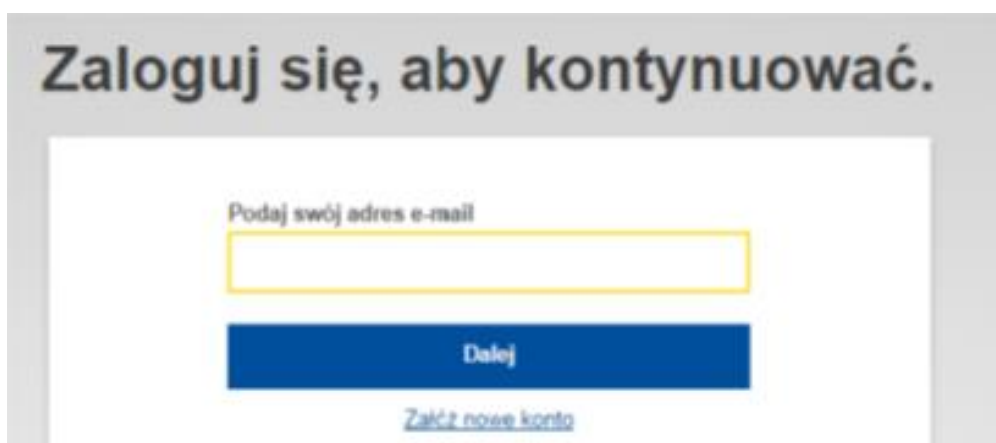 Zaloguj się, aby kontynuować.
Podaj swój adres e-mail
Dalej
Załóż nowe konto